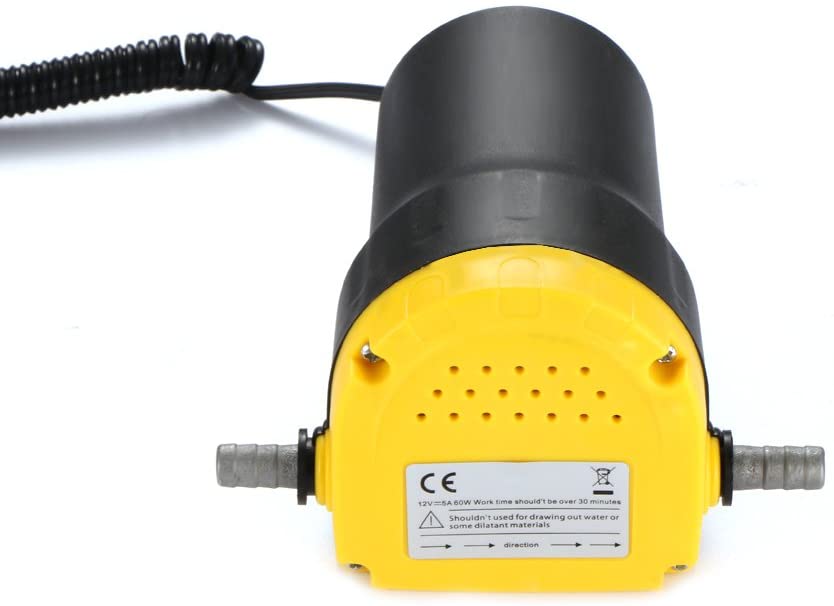 CE
12V⎓5A 60W Work time should't be over 30 minutes
Shouldn't used for drawing out water or
some dilatant materials
direction